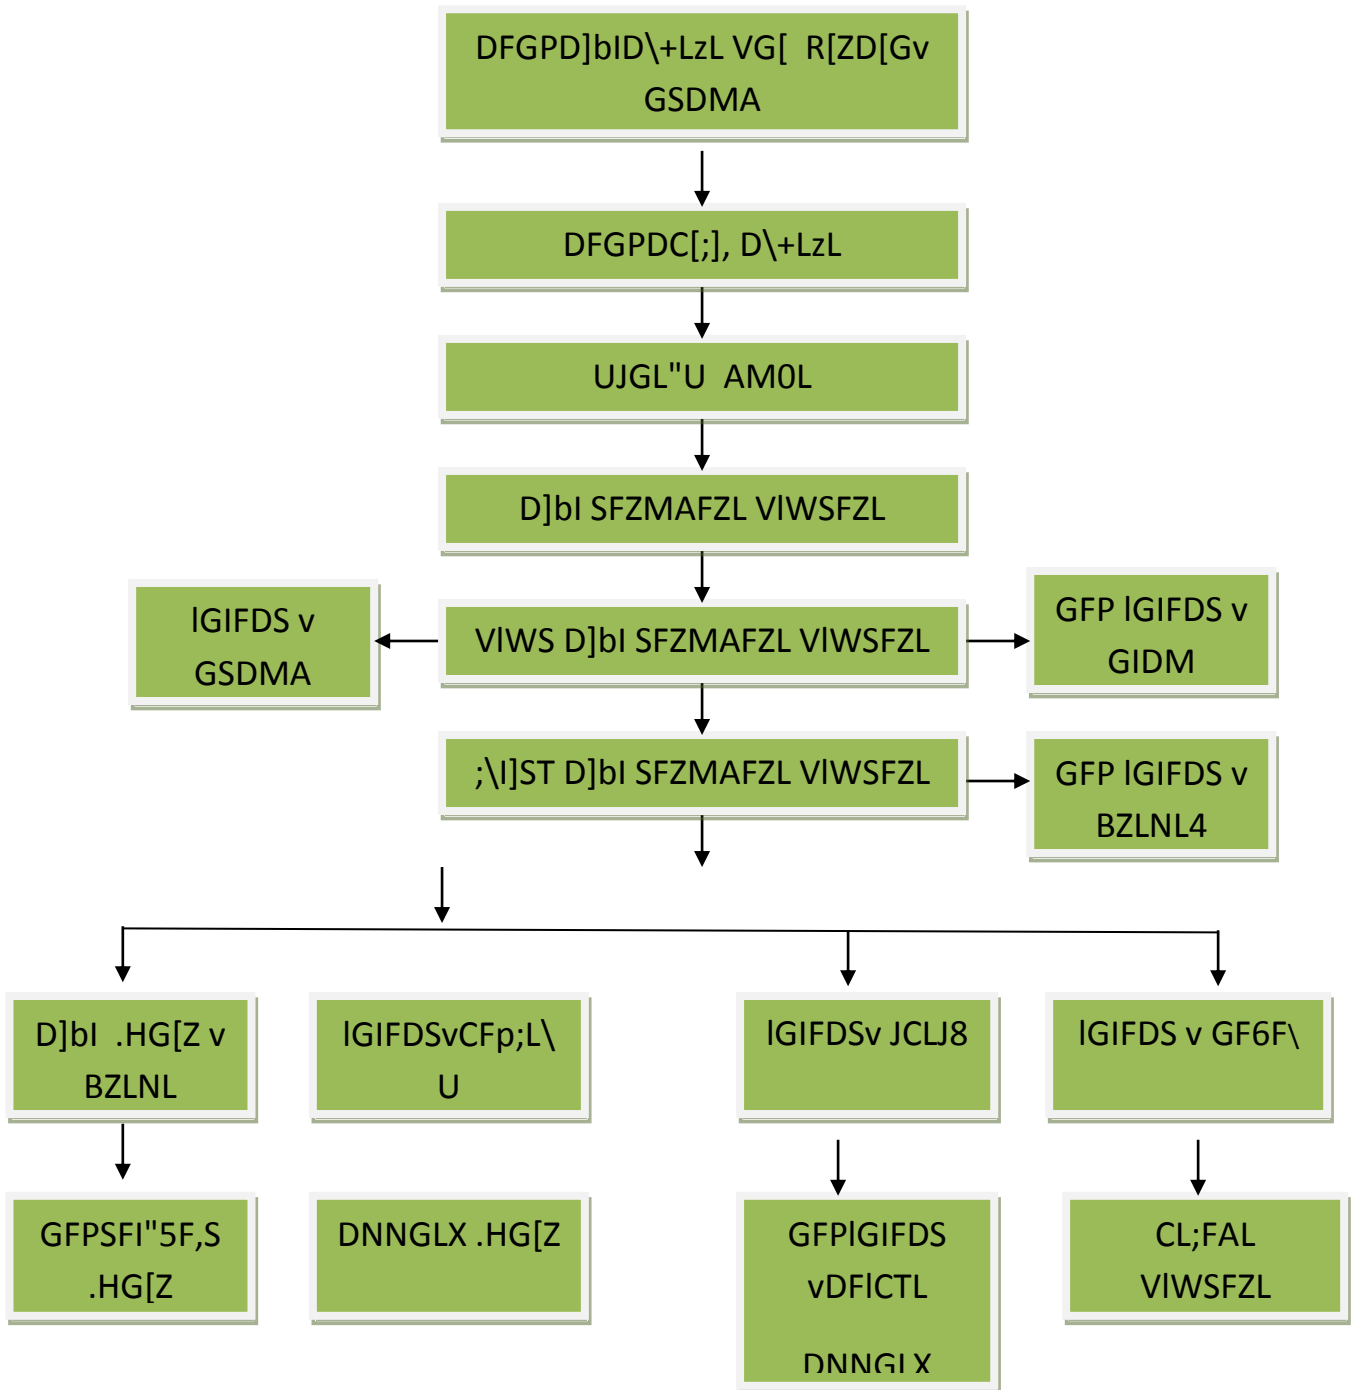 DFGPD]bID\+LzL VG[  R[ZD[Gv
GSDMA
DFGPDC[;], D\+LzL
UJGL"U  AM0L
D]bI SFZMAFZL VlWSFZL
lGIFDS v
GSDMA
VlWS D]bI SFZMAFZL VlWSFZL
GFP lGIFDS v
GIDM
;\I]ST D]bI SFZMAFZL VlWSFZL
GFP lGIFDS v
BZLNL4
D]bI  .HG[Z v
BZLNL
lGIFDSvCFp;L\
U
lGIFDSv JCLJ8
lGIFDS v GF6F\
GFPSFI"5F,S
.HG[Z
DNNGLX .HG[Z
GFPlGIFDS
vDFlCTL
DNNGLX
CL;FAL
VlWSFZL